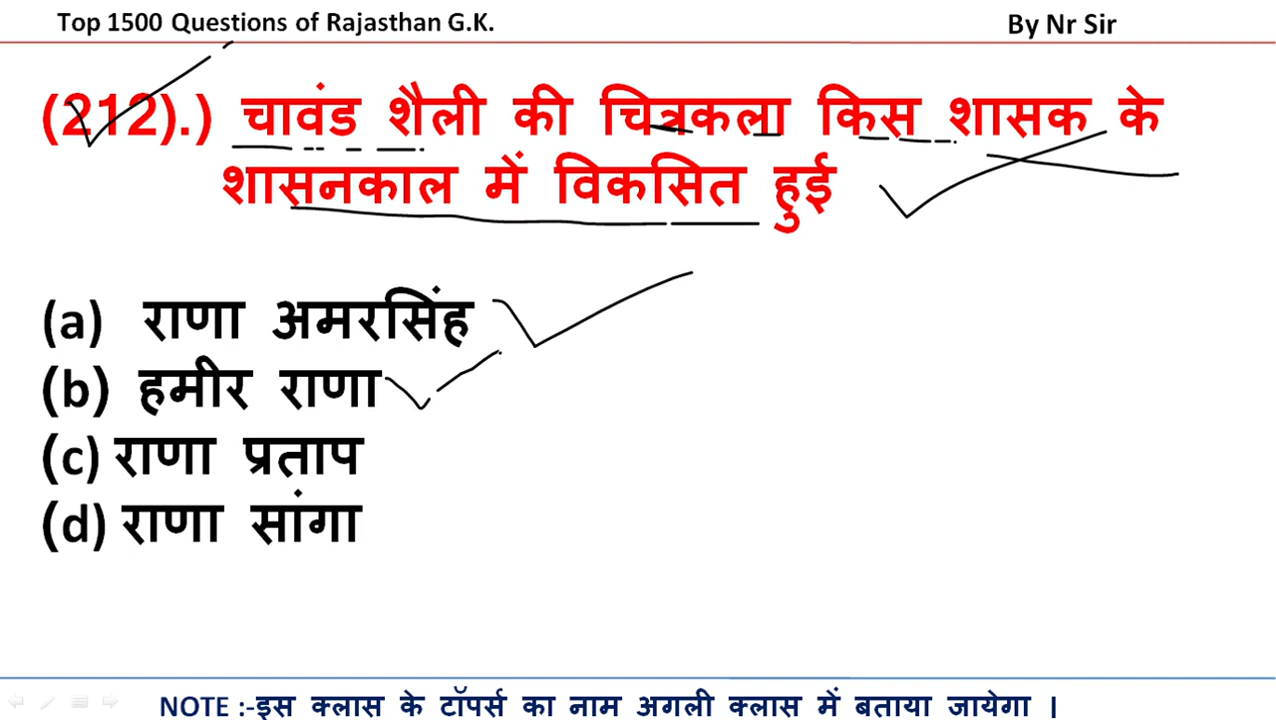 Top 1500 Questions of Rajasthan G.K. By Nr Sir
(212).) चावंड शैली की चित्रकला किस शासक के
शासनकाल में विकसित हुई
(a) राणा अमरसिंह
(b) हमीर राणा
(c) राणा प्रताप
(d) राणा सांगा
NOTE :-इस क्लास के टॉपर्स का नाम अगली क्लास में बताया जायेगा ।